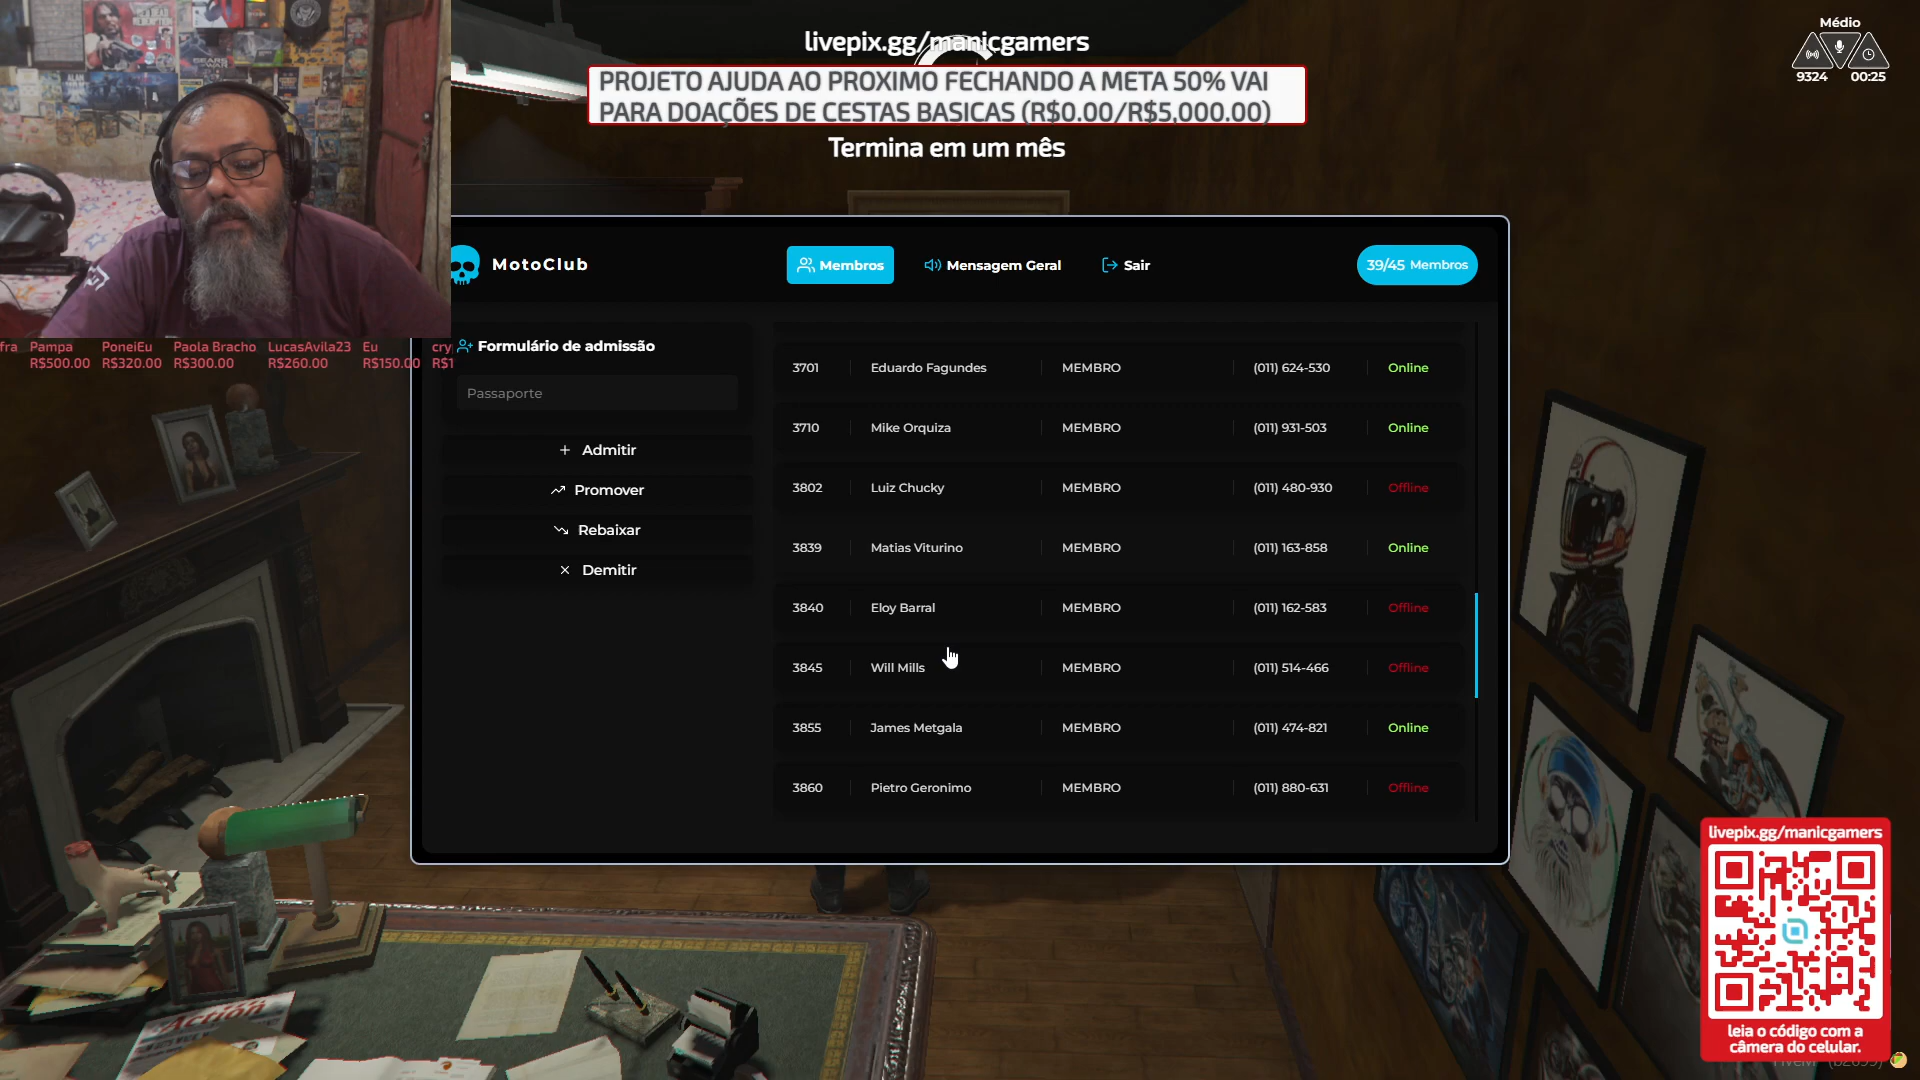 livepix.gg/manicgamers
PROJETO AJUDA AO PROXIMO FECHANDO A META 50% VAI
PARA DOAÇÕES DE CESTAS BASICAS (R$0.00/R$5,000.00)
Termina em um mês
Médio
9324 00:25
MotoClub
Membros
Mensagem Geral
Sair
39/45 Membros
fra Pampa PoneiEu Paola Bracho LucasAvila23 Eu cry
R$500.00 R$320.00 R$300.00 R$260.00 R$150.00 R$1
Formulário de admissão
Passaporte
Admitir
Promover
Rebaixar
Demitir
3701 Eduardo Fagundes MEMBRO (011) 624-530 Online
3710 Mike Orquiza MEMBRO (011) 931-503 Online
3802 Luiz Chucky MEMBRO (011) 480-930 Offline
3839 Matias Viturino MEMBRO (011) 163-858 Online
3840 Eloy Barral MEMBRO (011) 162-583 Offline
3845 Will Mills MEMBRO (011) 514-466 Offline
3855 James Metgala MEMBRO (011) 474-821 Online
3860 Pietro Geronimo MEMBRO (011) 880-631 Offline
Action
livepix.gg/manicgamers
leia o código com a
câmera do celular.